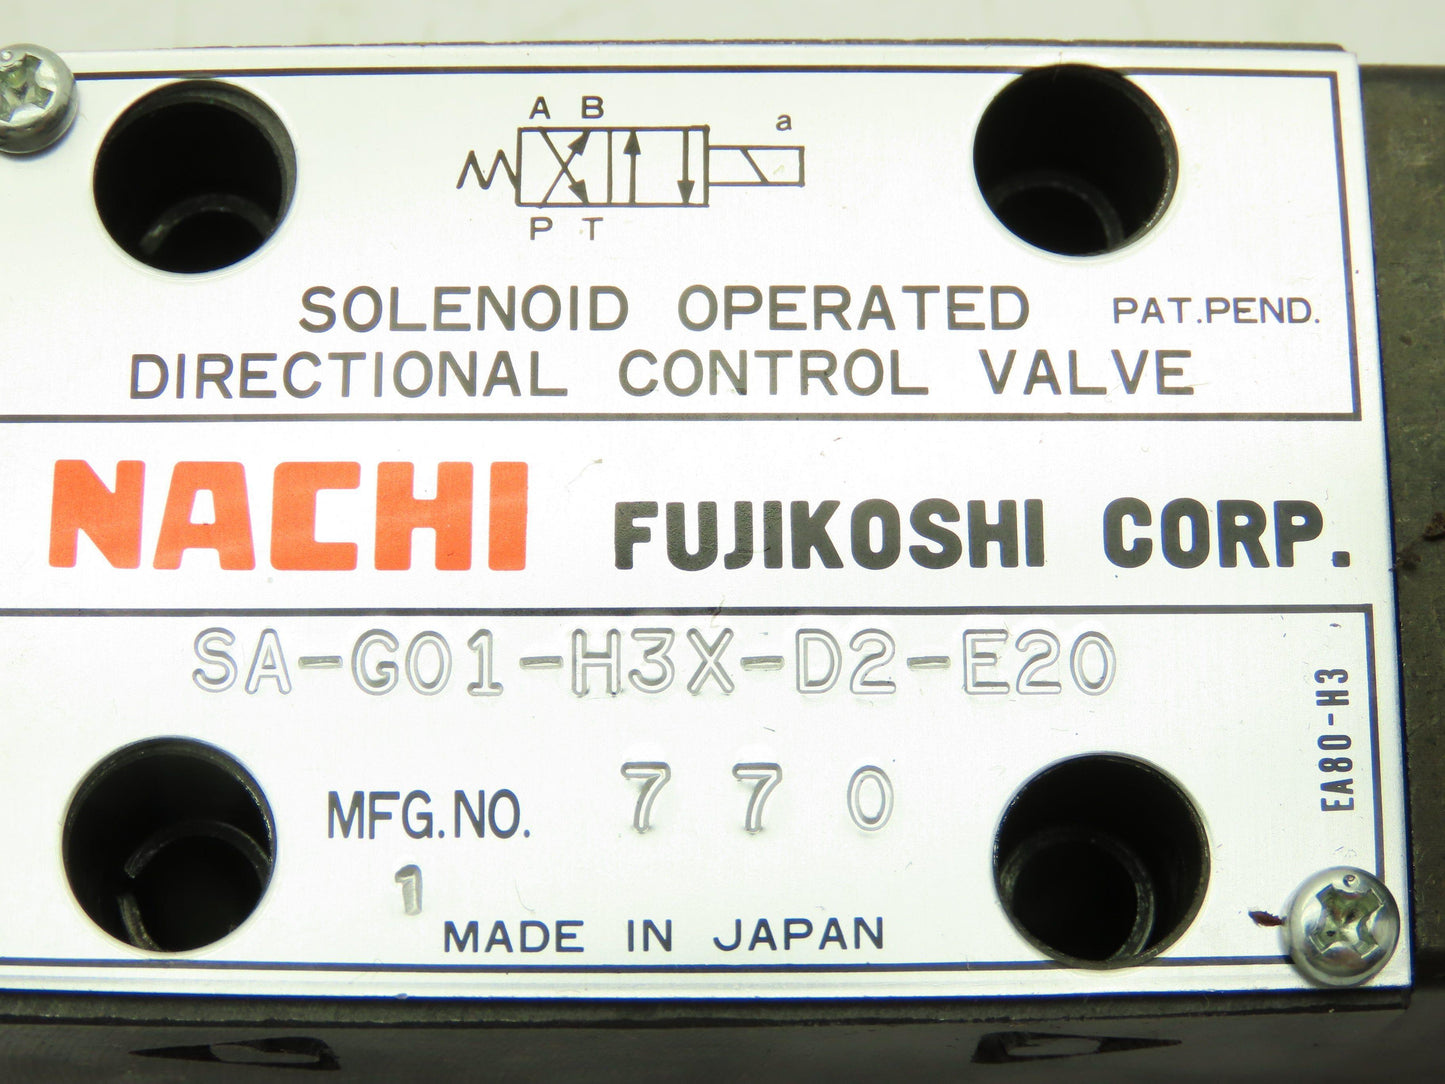 A B
a
P T
SOLENOID OPERATED PAT.PEND.
DIRECTIONAL CONTROL VALVE
NACHI FUJIKOSHI CORP.
SA-G01-H3X-D2-E20
EA80-H3
MFG.NO. 770
1
MADE IN JAPAN